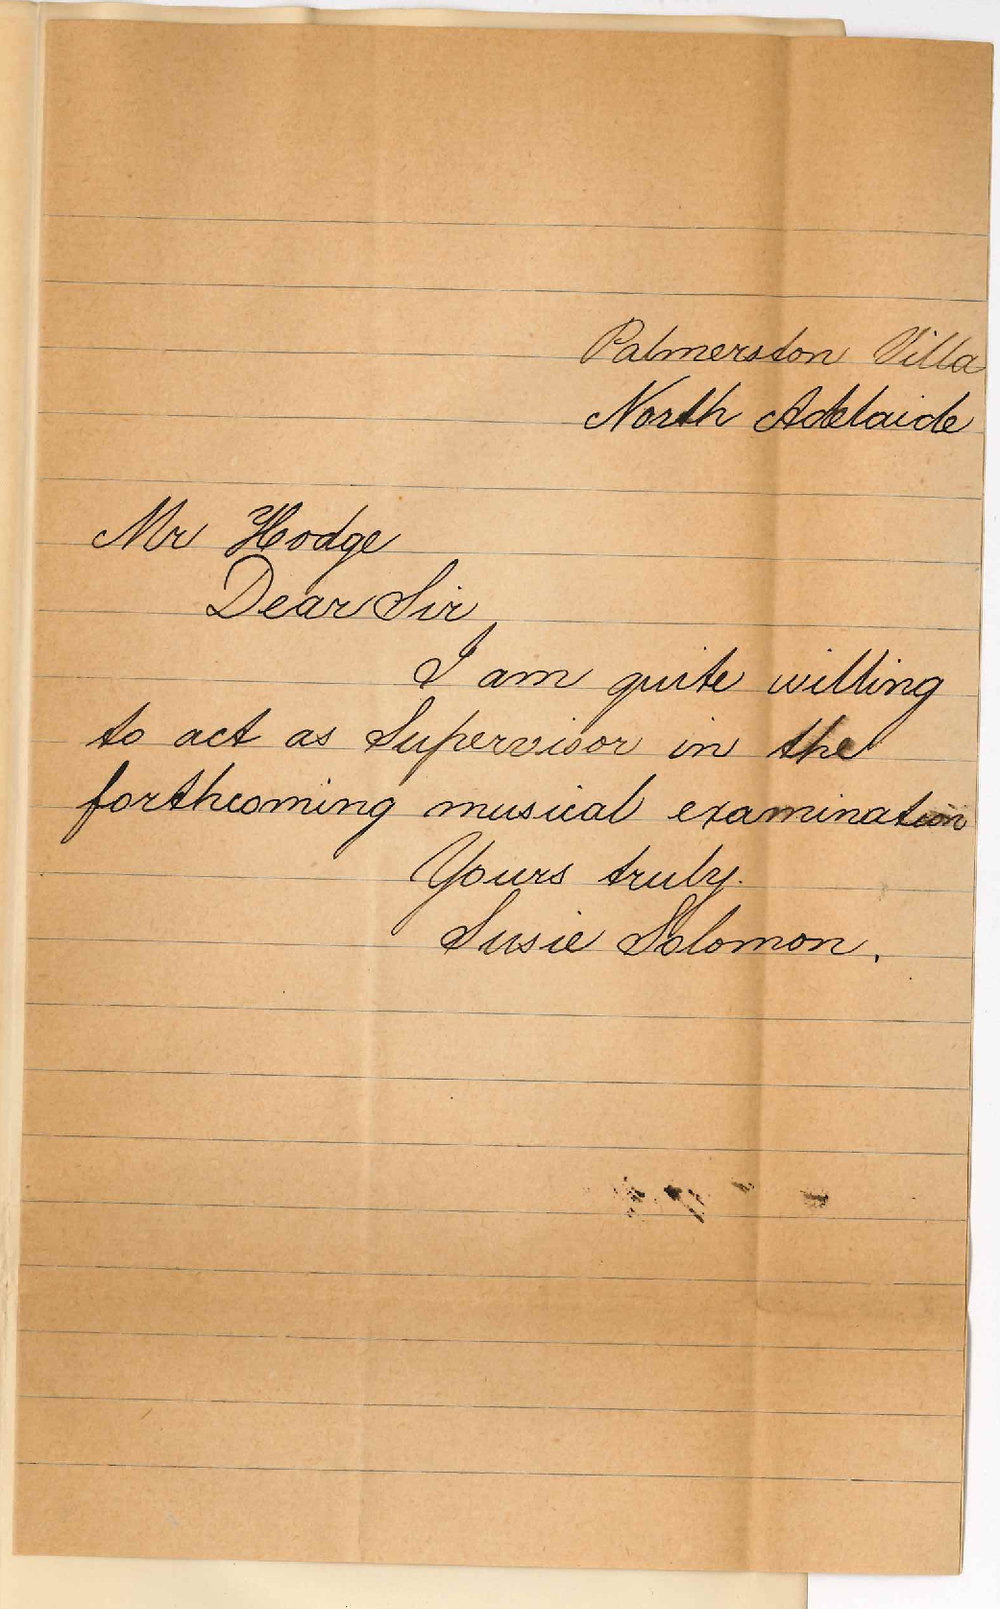 Palmerston Villa
North Adelaide
Mr Hodge
Dear Sir
I am quite willing
to act as Supervisor in the
forthcoming musical examination
Yours truly.
Susie Solomon.